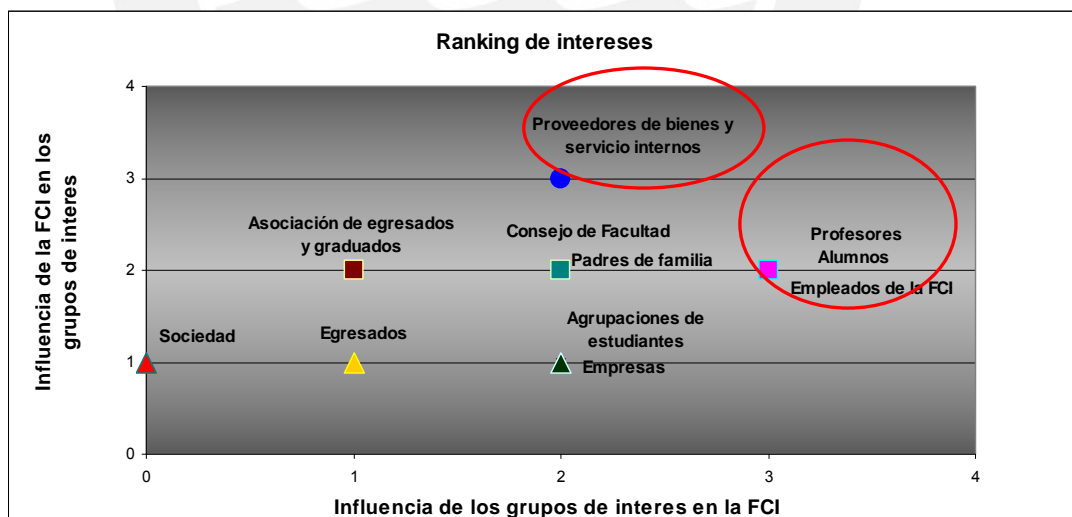 Ranking de intereses
Influencia de la FCI en los
grupos de interes
4
3
2
1
0
Proveedores de bienes y
servicio internos
Asociación de egresados
y graduados
Consejo de Facultad
Padres de familia
Profesores
Alumnos
Empleados de la FCI
Sociedad
Egresados
Agrupaciones de
estudiantes
Empresas
0 1 2 3 4
Influencia de los grupos de interes en la FCI